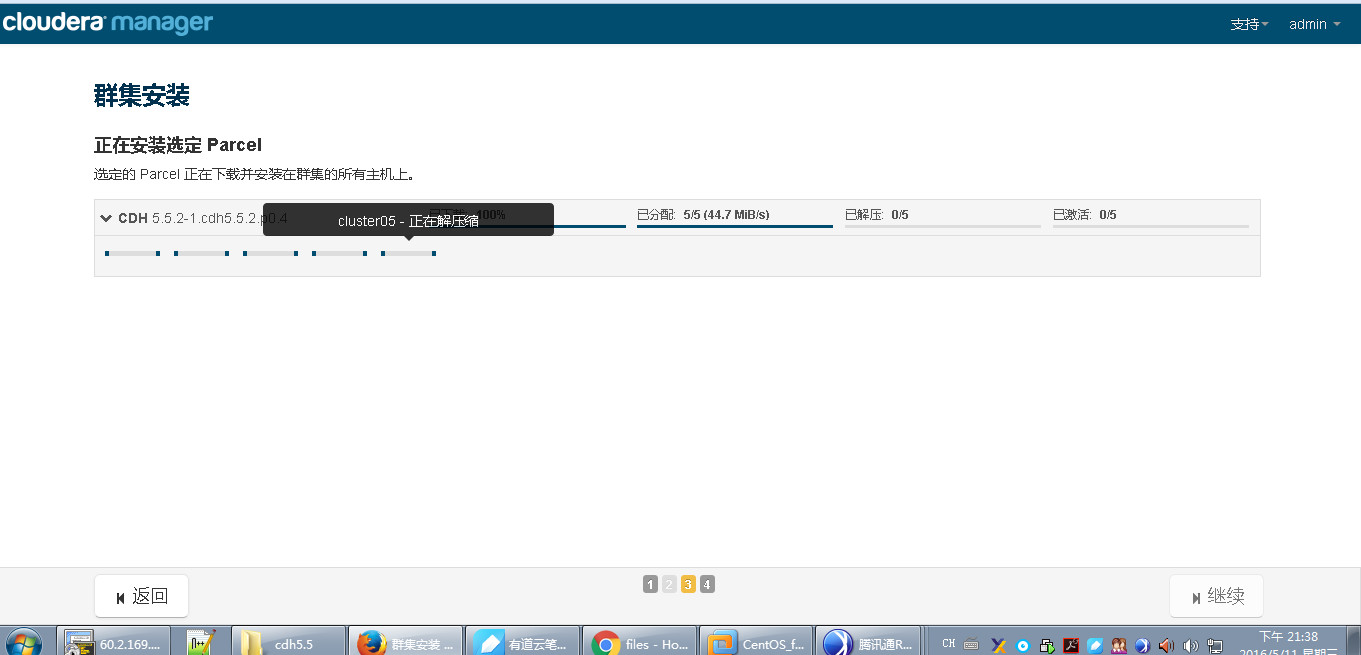 cloudera manager
支持 admin
群集安装
正在安装选定 Parcel
选定的 Parcel 正在下载并安装在群集的所有主机上。
CDH 5.5.2-1.cdh5.5.2.p0.4 100% 已分配: 5/5 (44.7 MiB/s) 已解压: 0/5 已激活: 0/5
cluster05 - 正在解压缩
返回 1 2 3 4 继续
60.2.169.... cdh5.5 群集安装 ... 有道云笔... files - Ho... CentOS_f... 腾讯通R... CH 下午 21:38
2016/5/11 星期三